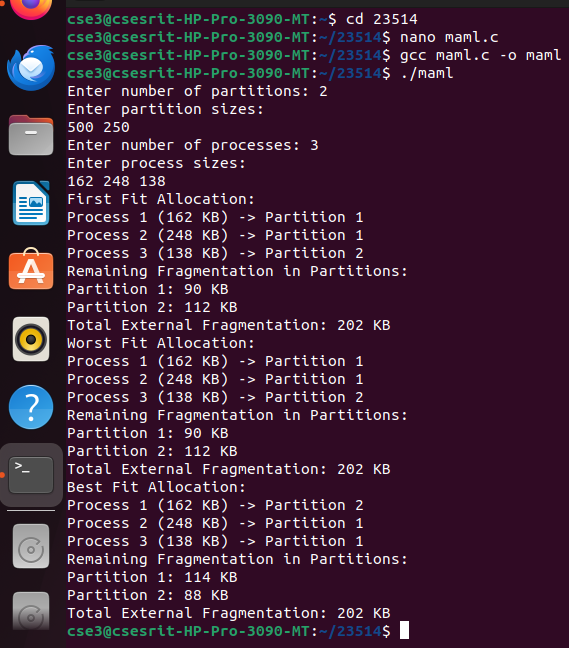 cse3@csesrit-HP-Pro-3090-MT:~$ cd 23514
cse3@csesrit-HP-Pro-3090-MT:~/23514$ nano maml.c
cse3@csesrit-HP-Pro-3090-MT:~/23514$ gcc maml.c -o maml
cse3@csesrit-HP-Pro-3090-MT:~/23514$ ./maml
Enter number of partitions: 2
Enter partition sizes:
500 250
Enter number of processes: 3
Enter process sizes:
162 248 138
First Fit Allocation:
Process 1 (162 KB) -> Partition 1
Process 2 (248 KB) -> Partition 1
Process 3 (138 KB) -> Partition 2
Remaining Fragmentation in Partitions:
Partition 1: 90 KB
Partition 2: 112 KB
Total External Fragmentation: 202 KB
Worst Fit Allocation:
Process 1 (162 KB) -> Partition 1
Process 2 (248 KB) -> Partition 1
Process 3 (138 KB) -> Partition 2
Remaining Fragmentation in Partitions:
Partition 1: 90 KB
Partition 2: 112 KB
Total External Fragmentation: 202 KB
Best Fit Allocation:
Process 1 (162 KB) -> Partition 2
Process 2 (248 KB) -> Partition 1
Process 3 (138 KB) -> Partition 1
Remaining Fragmentation in Partitions:
Partition 1: 114 KB
Partition 2: 88 KB
Total External Fragmentation: 202 KB
cse3@csesrit-HP-Pro-3090-MT:~/23514$